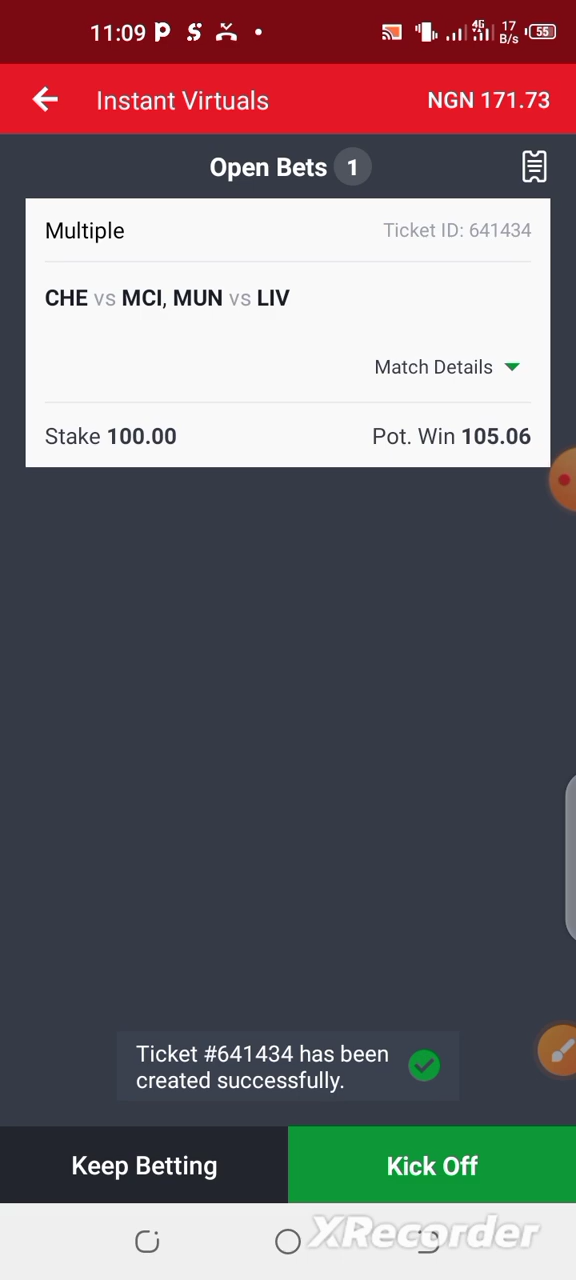 11:09
4G 17 B/s 55
Instant Virtuals NGN 171.73
Open Bets 1
Multiple Ticket ID: 641434
CHE vs MCI, MUN vs LIV
Match Details
Stake 100.00 Pot. Win 105.06
Ticket #641434 has been
created successfully.
Keep Betting Kick Off
XRecorder